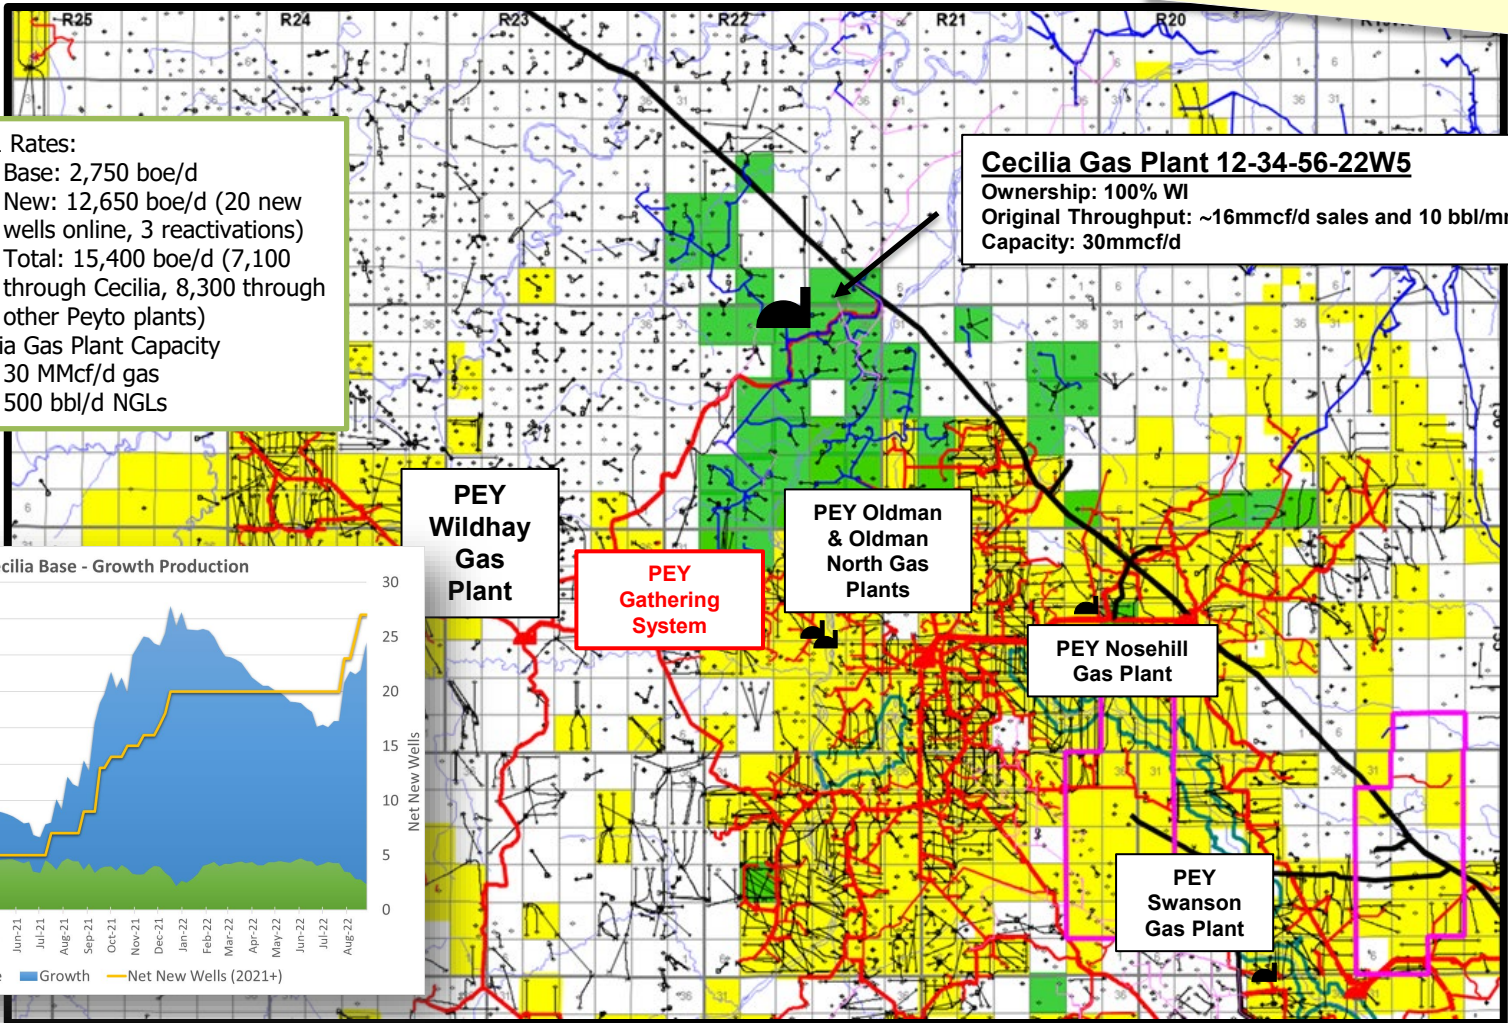 R25 R24 R23 R22 R21 R20
Rates:
Base: 2,750 boe/d
New: 12,650 boe/d (20 new
wells online, 3 reactivations)
Total: 15,400 boe/d (7,100
through Cecilia, 8,300 through
other Peyto plants)
ia Gas Plant Capacity
30 MMcf/d gas
500 bbl/d NGLs
Cecilia Gas Plant 12-34-56-22W5
Ownership: 100% WI
Original Throughput: ~16mmcf/d sales and 10 bbl/mm
Capacity: 30mmcf/d
PEY
Wildhay
Gas
Plant
PEY
Gathering
System
PEY Oldman
& Oldman
North Gas
Plants
PEY Nosehill
Gas Plant
PEY
Swanson
Gas Plant
ecilia Base - Growth Production
30
25
20
15
10
5
0
Net New Wells
Jun-21 Jul-21 Aug-21 Sep-21 Oct-21 Nov-21 Dec-21 Jan-22 Feb-22 Mar-22 Apr-22 May-22 Jun-22 Jul-22 Aug-22
e Growth Net New Wells (2021+)